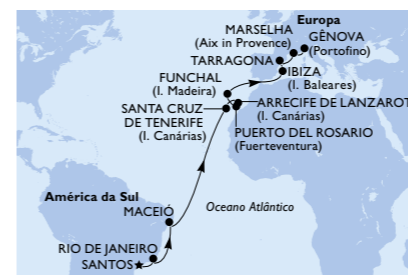 MARSELHA
(Aix in Provence)
Europa
GÊNOVA
(Portofino)
TARRAGONA
IBIZA
(I. Baleares)
FUNCHAL
(I. Madeira)
ARRECIFE DE LANZAROT
(I. Canárias)
SANTA CRUZ
DE TENERIFE
(I. Canárias)
PUERTO DEL ROSARIO
(Fuerteventura)
América do Sul
MACEIÓ
Oceano Atlântico
RIO DE JANEIRO
SANTOS